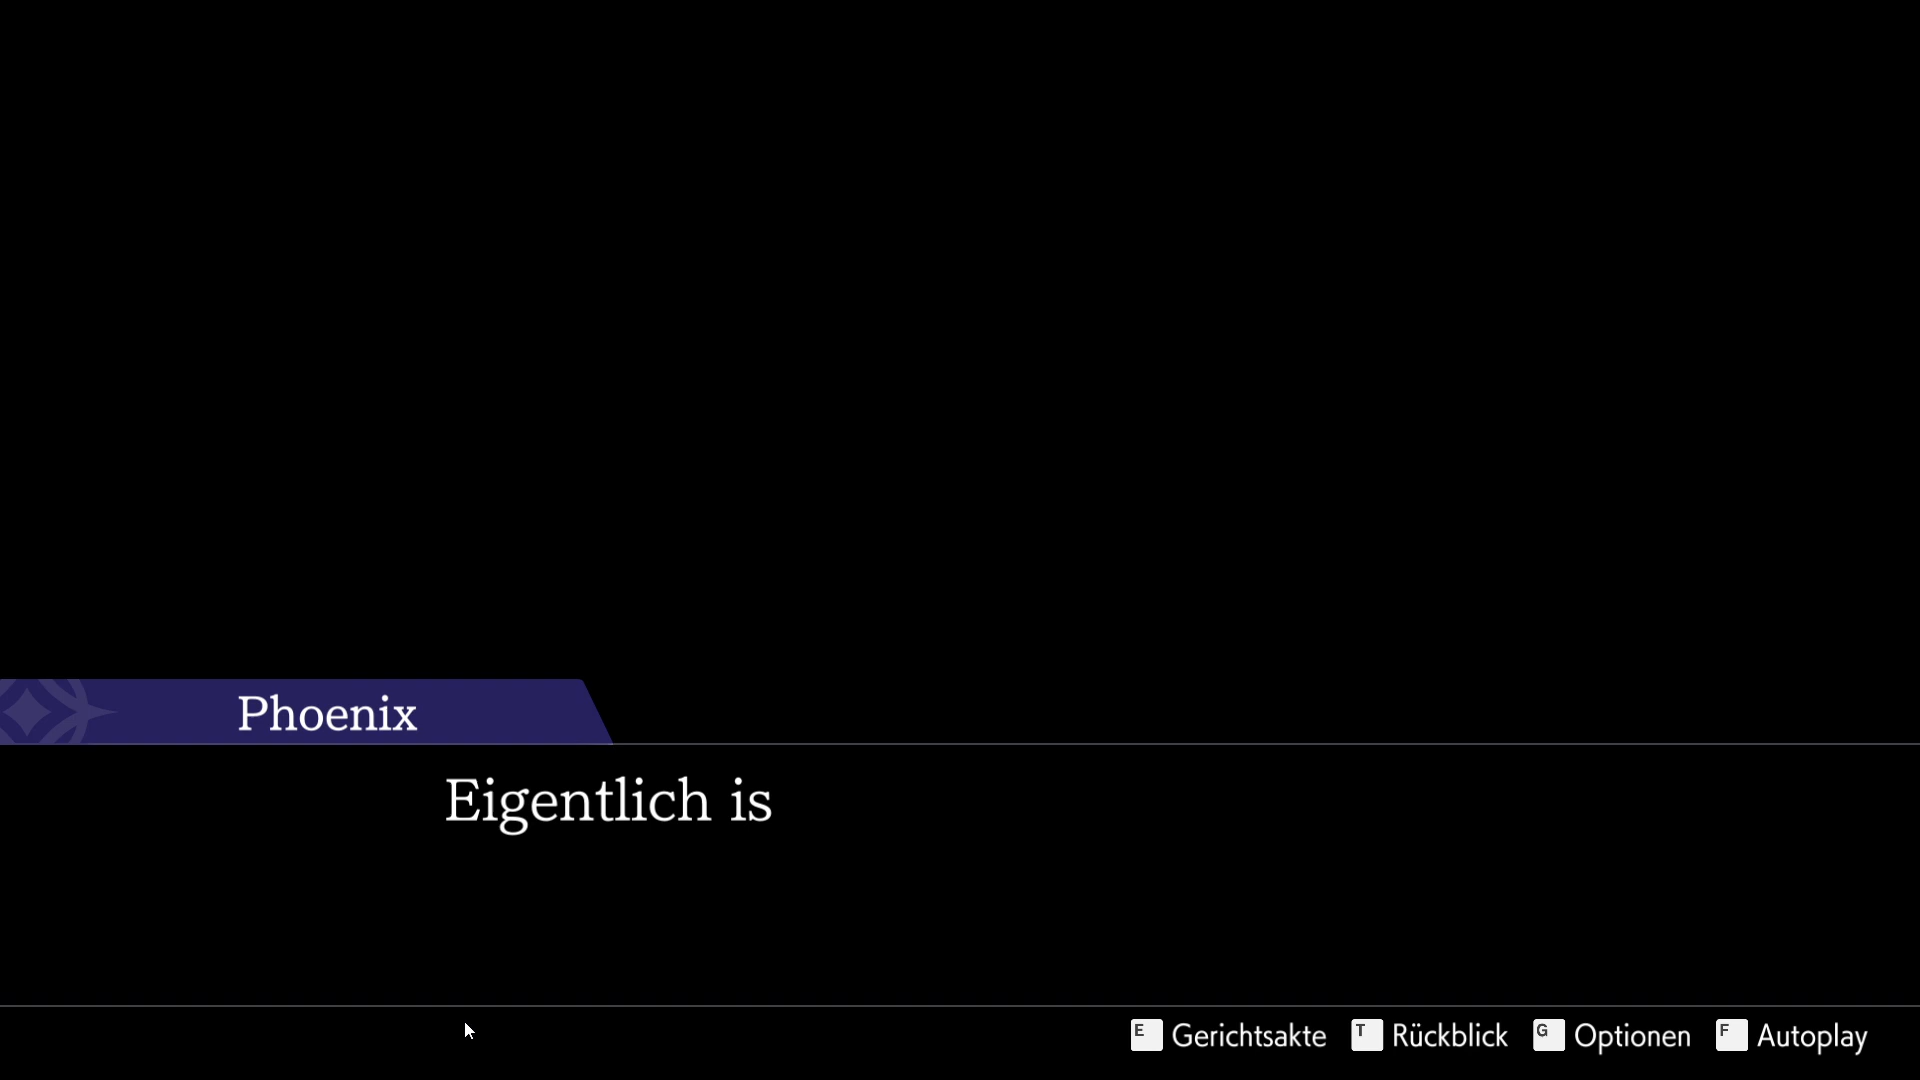 Phoenix
Eigentlich is
E Gerichtsakte T Rückblick G Optionen F Autoplay